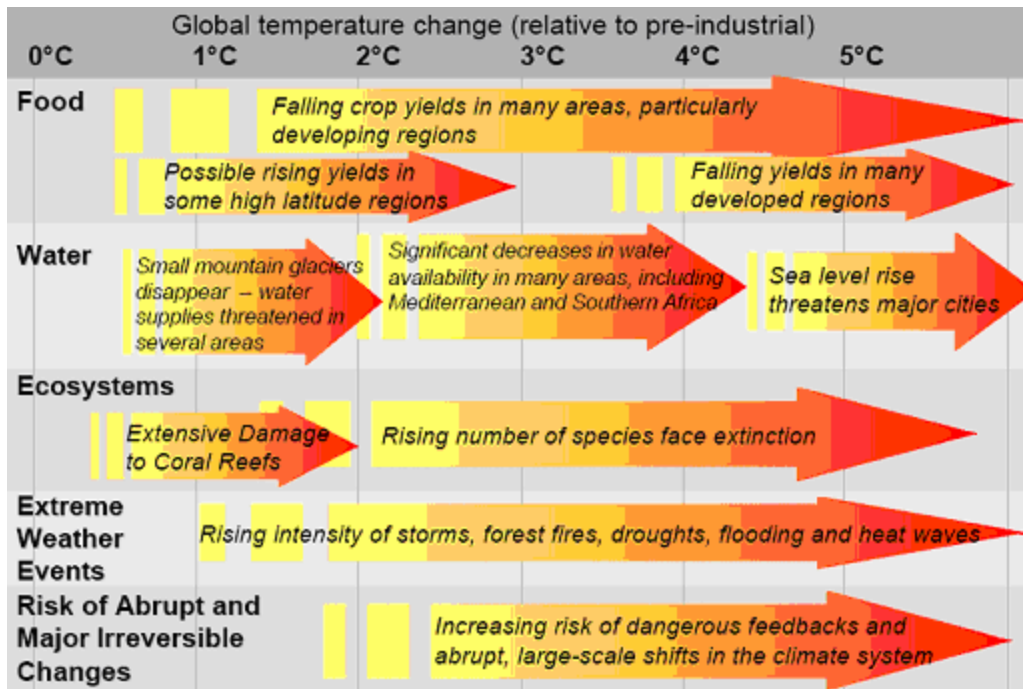 Global temperature change (relative to pre-industrial)
0°C 1°C 2°C 3°C 4°C 5°C
Food
Falling crop yields in many areas, particularly
developing regions
Possible rising yields in
some high latitude regions
Falling yields in many
developed regions
Water
Small mountain glaciers
disappear – water
supplies threatened in
several areas
Significant decreases in water
availability in many areas, including
Mediterranean and Southern Africa
Sea level rise
threatens major cities
Ecosystems
Extensive Damage
to Coral Reefs
Rising number of species face extinction
Extreme
Weather
Events
Rising intensity of storms, forest fires, droughts, flooding and heat waves
Risk of Abrupt and
Major Irreversible
Changes
Increasing risk of dangerous feedbacks and
abrupt, large-scale shifts in the climate system